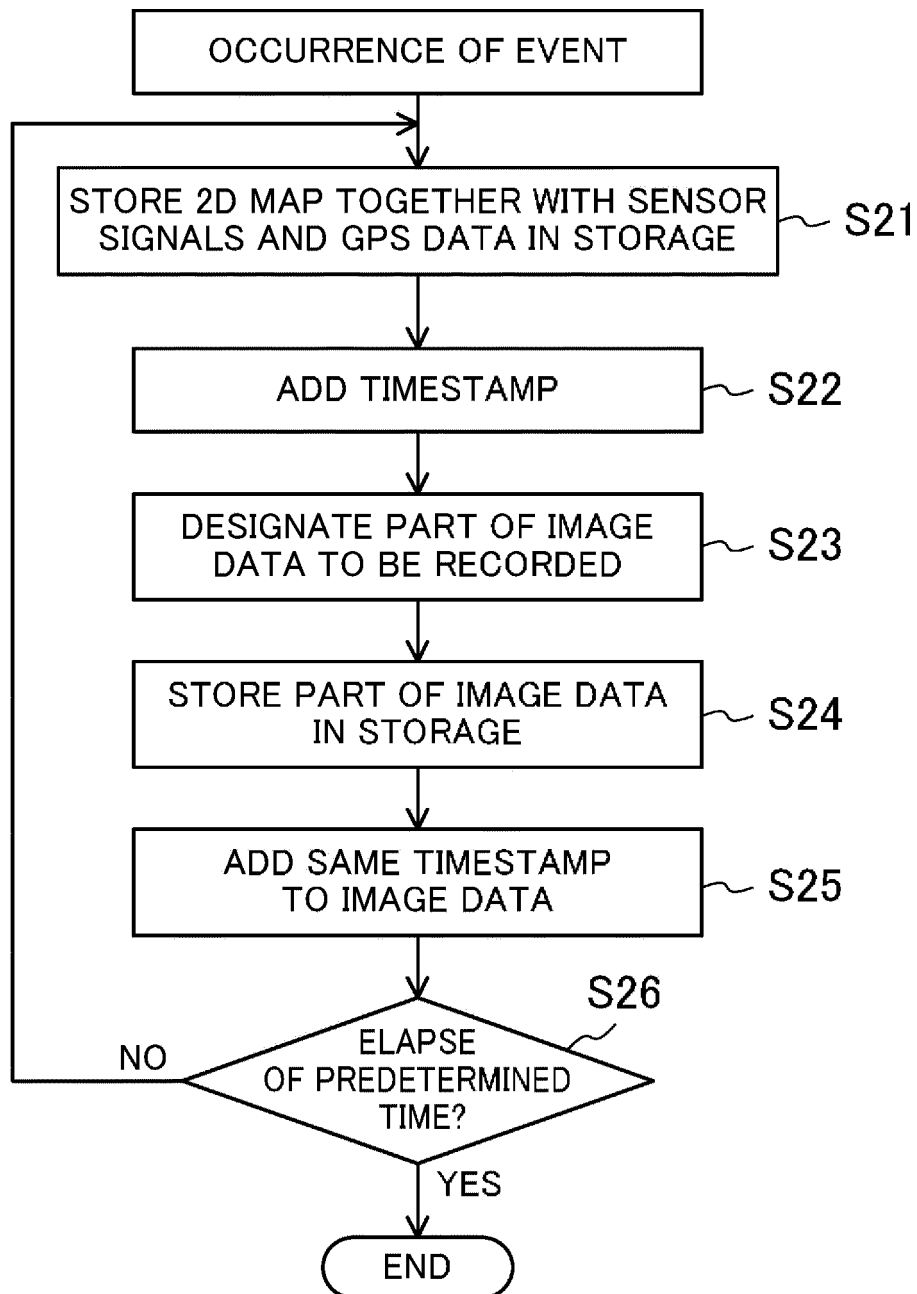 OCCURRENCE OF EVENT
STORE 2D MAP TOGETHER WITH SENSOR
SIGNALS AND GPS DATA IN STORAGE
S21
ADD TIMESTAMP
S22
DESIGNATE PART OF IMAGE
DATA TO BE RECORDED
S23
STORE PART OF IMAGE DATA
IN STORAGE
S24
ADD SAME TIMESTAMP
TO IMAGE DATA
S25
S26
ELAPSE
OF PREDETERMINED
TIME?
NO
YES
END